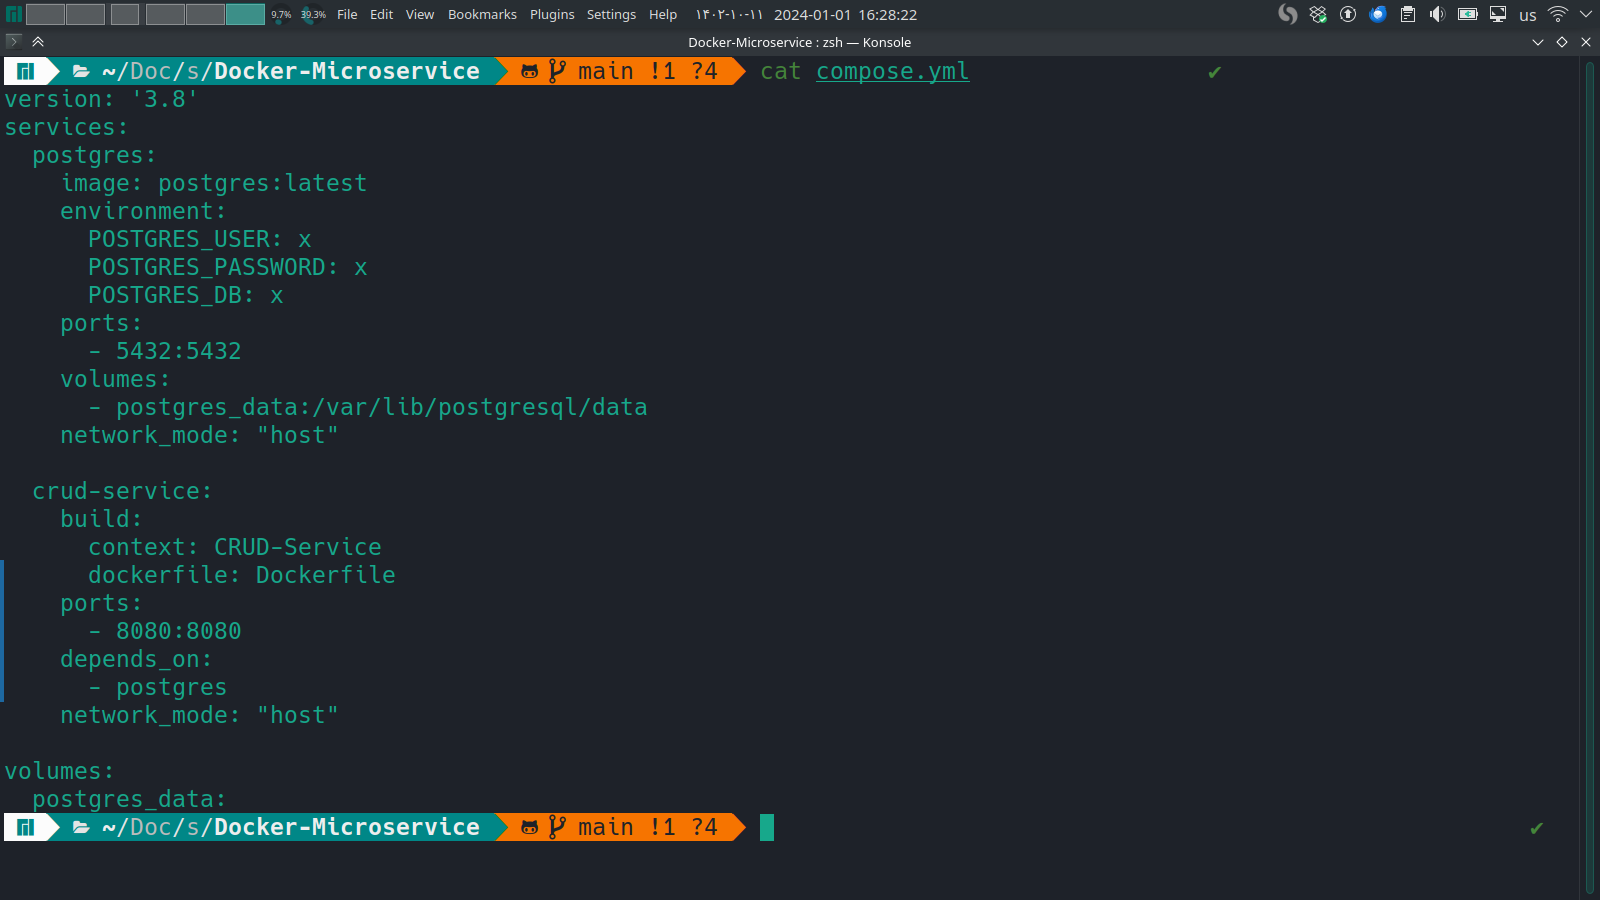 9.7% 39.3% File Edit View Bookmarks Plugins Settings Help ۱۴۰۲-۱۰-۱۱ 2024-01-01 16:28:22 us
Docker-Microservice : zsh — Konsole
~/Doc/s/Docker-Microservice main !1 ?4 cat compose.yml ✔
version: '3.8'
services:
  postgres:
    image: postgres:latest
    environment:
      POSTGRES_USER: x
      POSTGRES_PASSWORD: x
      POSTGRES_DB: x
    ports:
      - 5432:5432
    volumes:
      - postgres_data:/var/lib/postgresql/data
    network_mode: "host"

  crud-service:
    build:
      context: CRUD-Service
      dockerfile: Dockerfile
    ports:
      - 8080:8080
    depends_on:
      - postgres
    network_mode: "host"

volumes:
  postgres_data:
~/Doc/s/Docker-Microservice main !1 ?4 ✔